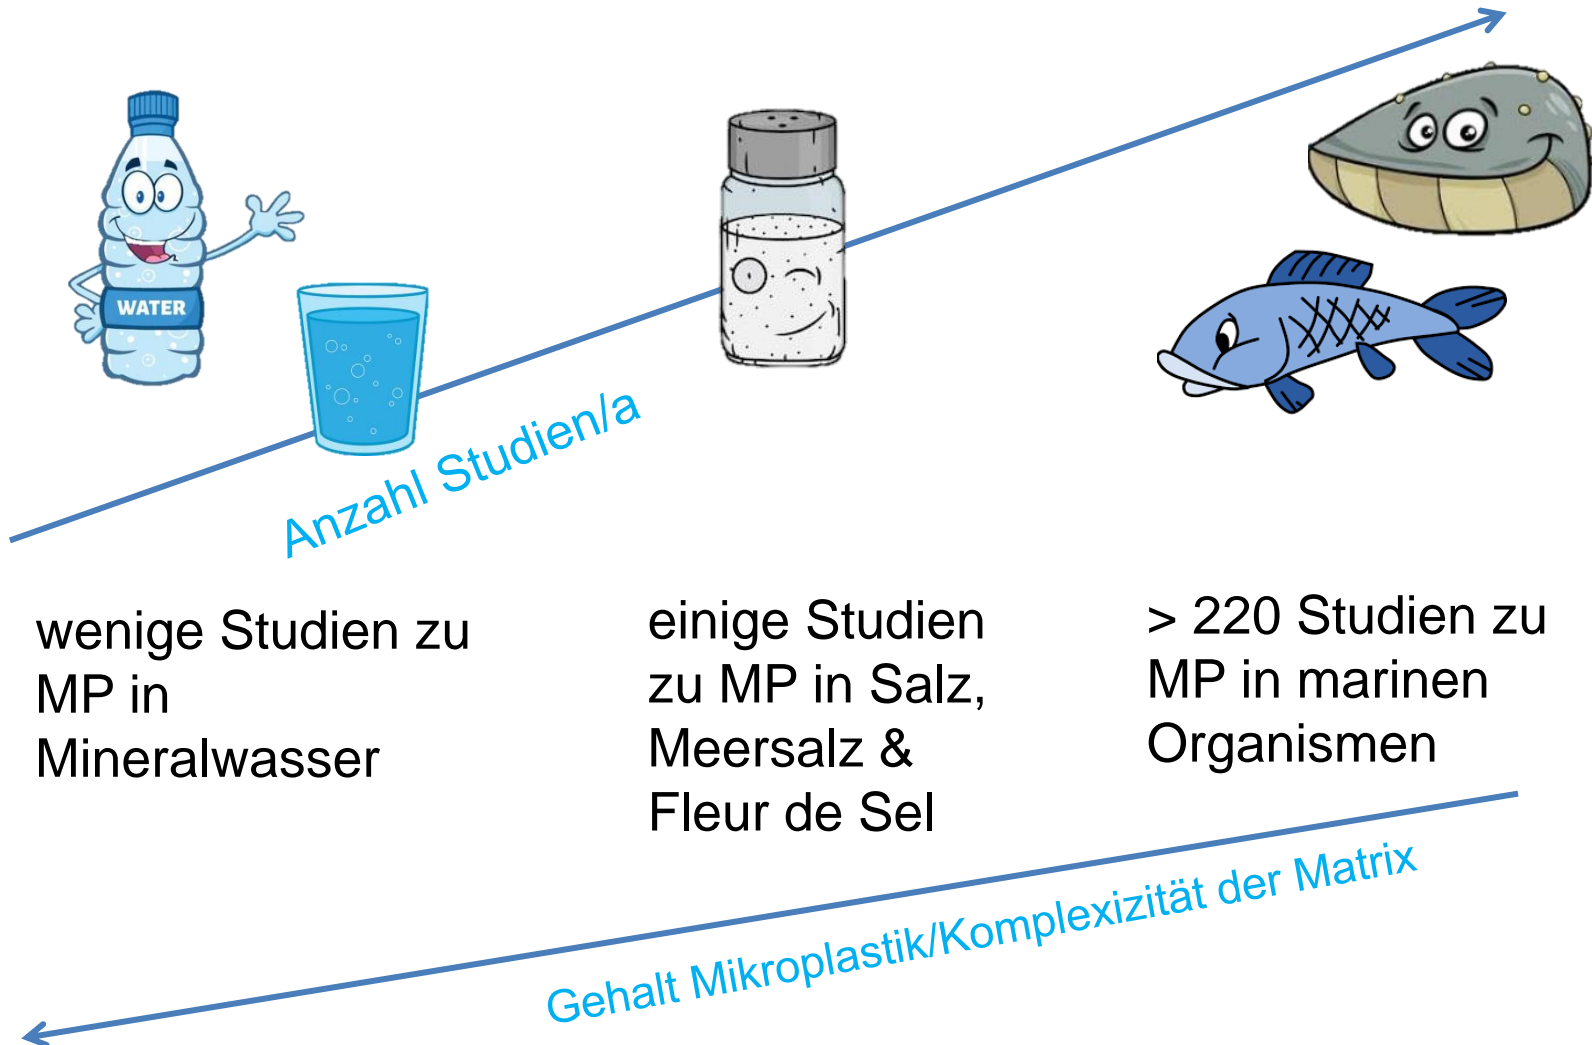 WATER
Anzahl Studien/a
wenige Studien zu
MP in
Mineralwasser
einige Studien
zu MP in Salz,
Meersalz &
Fleur de Sel
> 220 Studien zu
MP in marinen
Organismen
Gehalt Mikroplastik/Komplexizität der Matrix